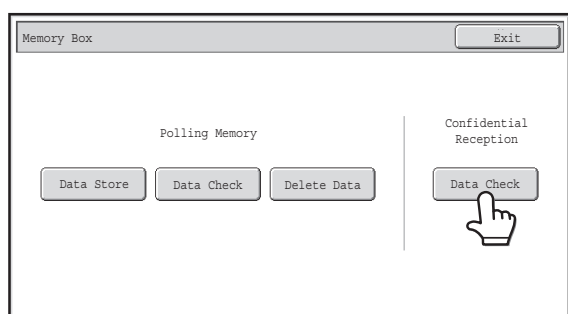 Memory Box
Exit
Polling Memory
Confidential
Reception
Data Store
Data Check
Delete Data
Data Check